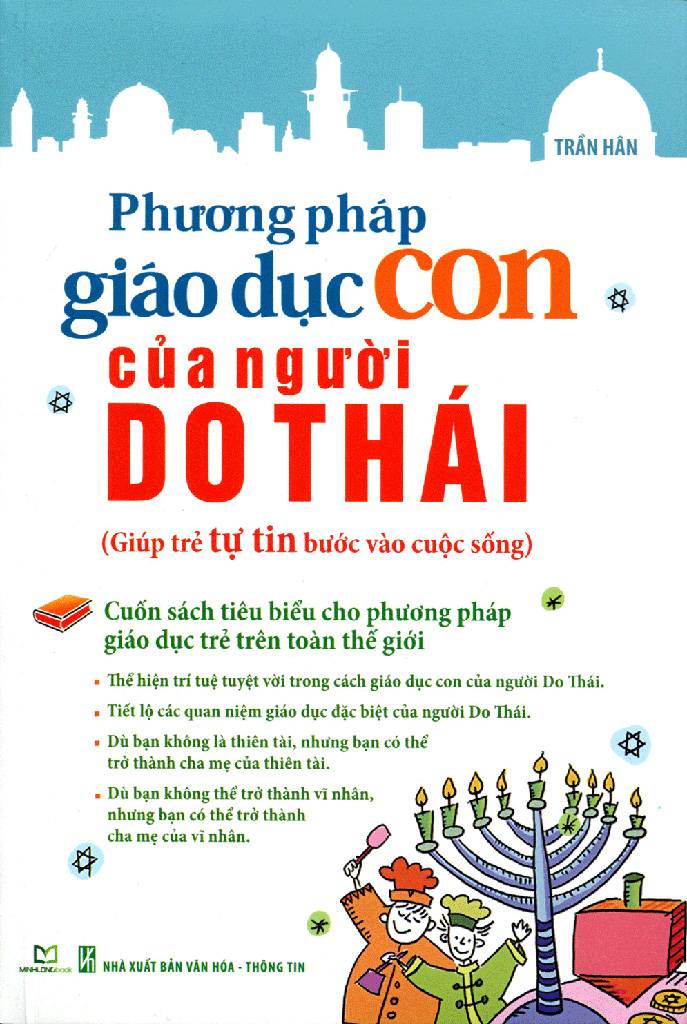 TRẦN HÂN
Phương pháp
giáo dục con
của người
DO THÁI
(Giúp trẻ tự tin bước vào cuộc sống)
Cuốn sách tiêu biểu cho phương pháp
giáo dục trẻ trên toàn thế giới
Thể hiện trí tuệ tuyệt vời trong cách giáo dục con của người Do Thái.
Tiết lộ các quan niệm giáo dục đặc biệt của người Do Thái.
Dù bạn không là thiên tài, nhưng bạn có thể
trở thành cha mẹ của thiên tài.
Dù bạn không thể trở thành vĩ nhân,
nhưng bạn có thể trở thành
cha mẹ của vĩ nhân.
MINHLONGbook
NHÀ XUẤT BẢN VĂN HÓA - THÔNG TIN